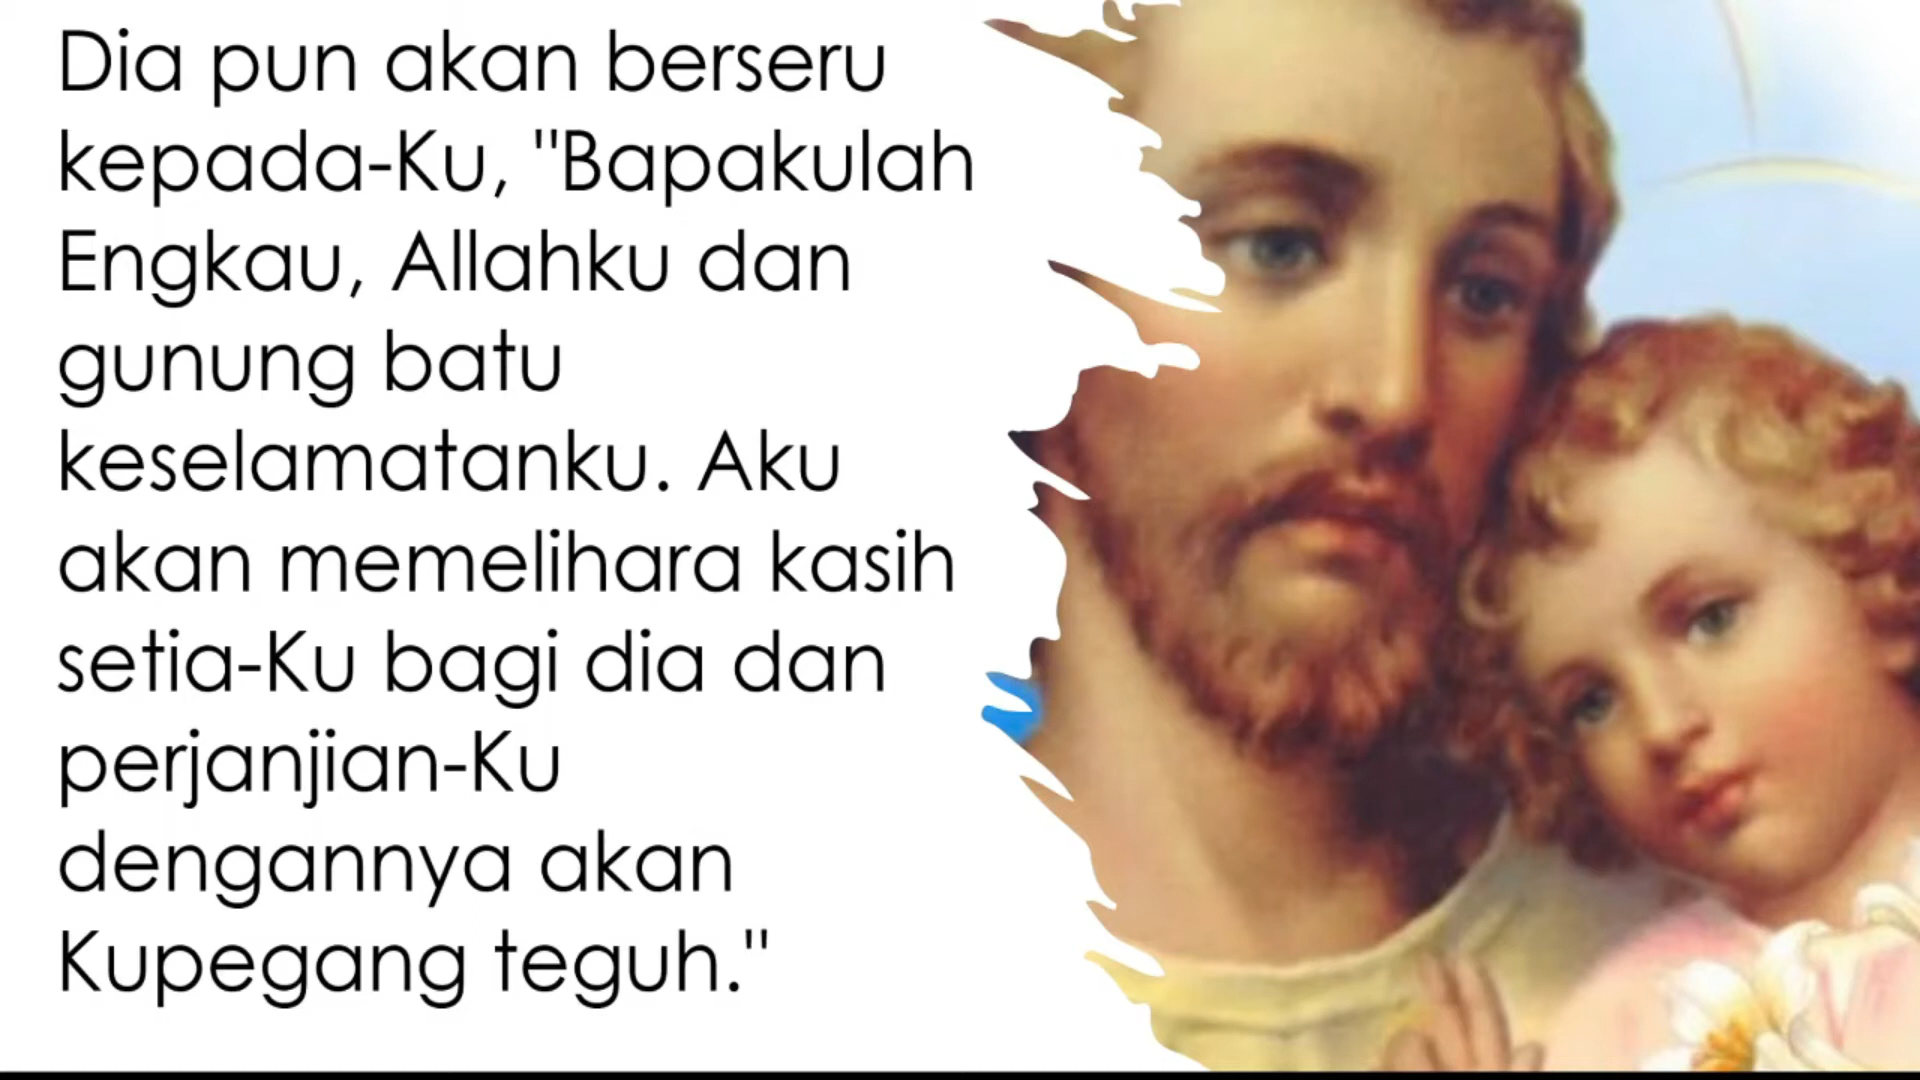 Dia pun akan berseru
kepada-Ku, "Bapakulah
Engkau, Allahku dan
gunung batu
keselamatanku. Aku
akan memelihara kasih
setia-Ku bagi dia dan
perjanjian-Ku
dengannya akan
Kupegang teguh."